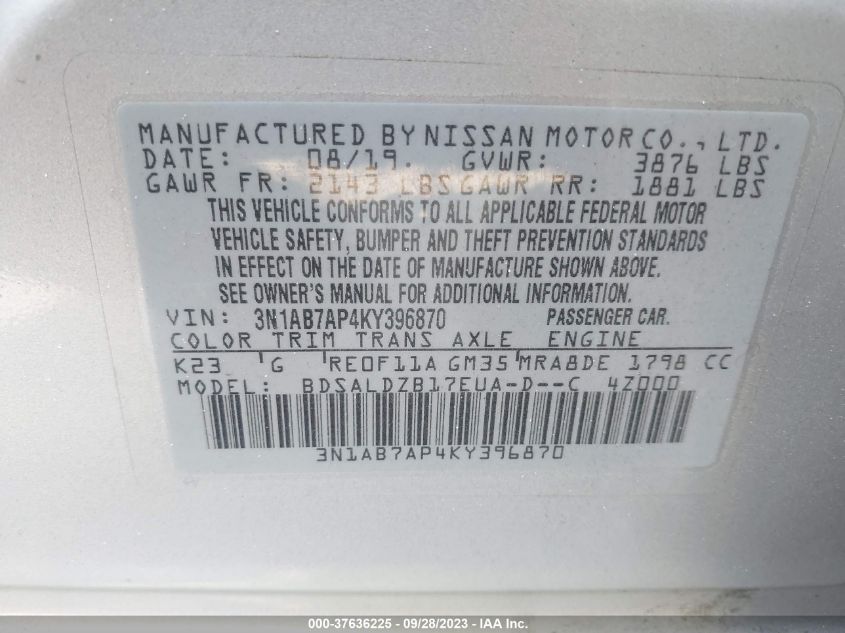 MANUFACTURED BY NISSAN MOTOR CO., LTD.
DATE: 08/19. GVWR: 3876 LBS
GAWR FR: 2143 LBS GAWR RR: 1881 LBS
THIS VEHICLE CONFORMS TO ALL APPLICABLE FEDERAL MOTOR
VEHICLE SAFETY, BUMPER AND THEFT PREVENTION STANDARDS
IN EFFECT ON THE DATE OF MANUFACTURE SHOWN ABOVE.
SEE OWNER'S MANUAL FOR ADDITIONAL INFORMATION.
VIN: 3N1AB7AP4KY396870 PASSENGER CAR.
COLOR TRIM TRANS AXLE ENGINE
K23 G RE0F11A GM35 MRA8DE 1798 CC
MODEL: BDSALDZB17EUA-D--C 4Z000
3N1AB7AP4KY396870
000-37636225 - 09/28/2023 - IAA Inc.